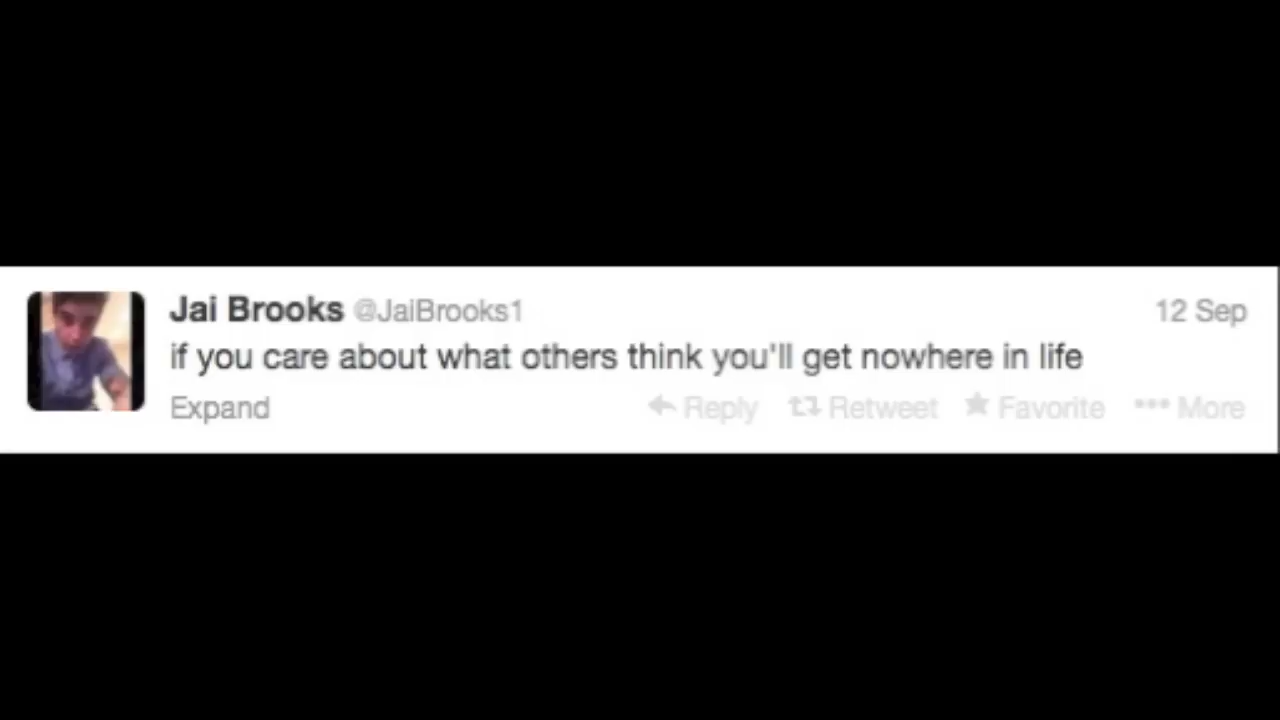 Jai Brooks @JaiBrooks1 12 Sep
if you care about what others think you'll get nowhere in life
Expand Reply Retweet Favorite More